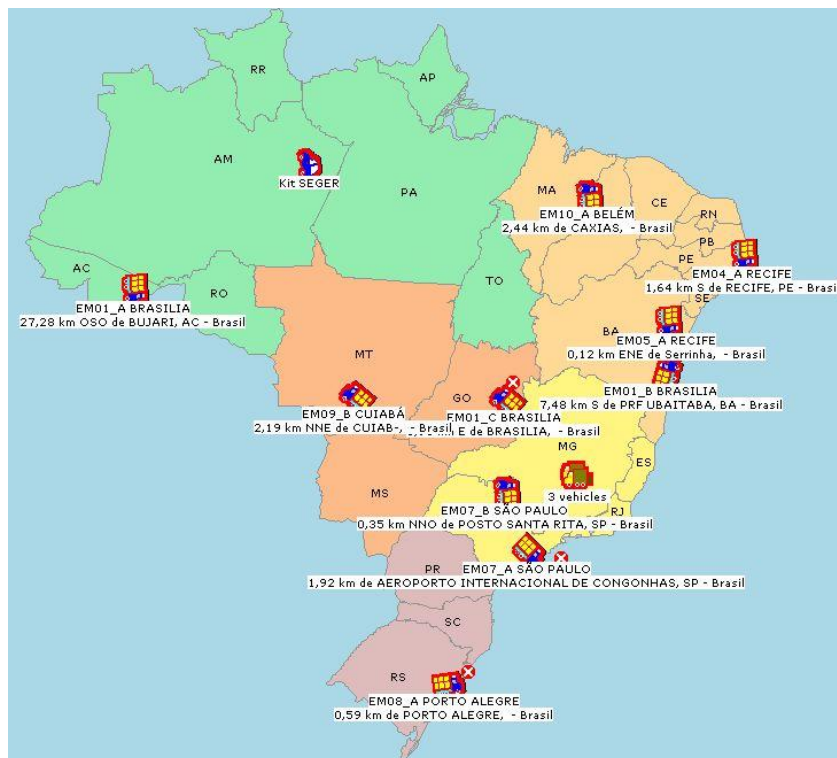 RR
AP
AM
Kit SEGER
PA
MA
CE
RN
PB
PE
EM10_A BELÉM
2,44 km de CAXIAS, - Brasil
EM04_A RECIFE
1,64 km S de RECIFE, PE - Brasil
SE
AC
RO
TO
EM01_A BRASILIA
27,28 km OSO de BUJARI, AC - Brasil
BA
EM05_A RECIFE
0,12 km ENE de Serrinha, - Brasil
MT
GO
EM01_B BRASILIA
7,48 km S de PRF UBAITABA, BA - Brasil
EM09_B CUIABÁ
2,19 km NNE de CUIAB-, - Brasil
EM01_C BRASILIA
E de BRASILIA, - Brasil
MG
ES
MS
3 vehicles
RJ
EM07_B SÃO PAULO
0,35 km NNO de POSTO SANTA RITA, SP - Brasil
PR
EM07_A SÃO PAULO
1,92 km de AEROPORTO INTERNACIONAL DE CONGONHAS, SP - Brasil
SC
RS
EM08_A PORTO ALEGRE
0,59 km de PORTO ALEGRE, - Brasil